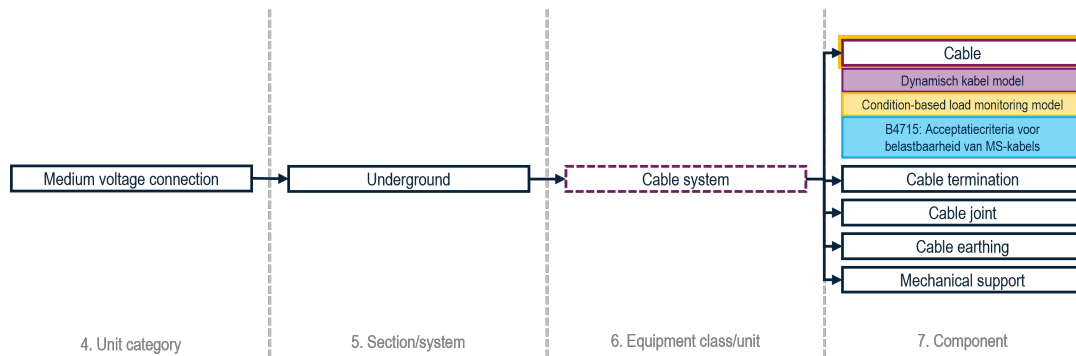 Cable
Dynamisch kabel model
Condition-based load monitoring model
B4715: Acceptatiecriteria voor
belastbaarheid van MS-kabels
Medium voltage connection
Underground
Cable system
Cable termination
Cable joint
Cable earthing
Mechanical support
4. Unit category
5. Section/system
6. Equipment class/unit
7. Component